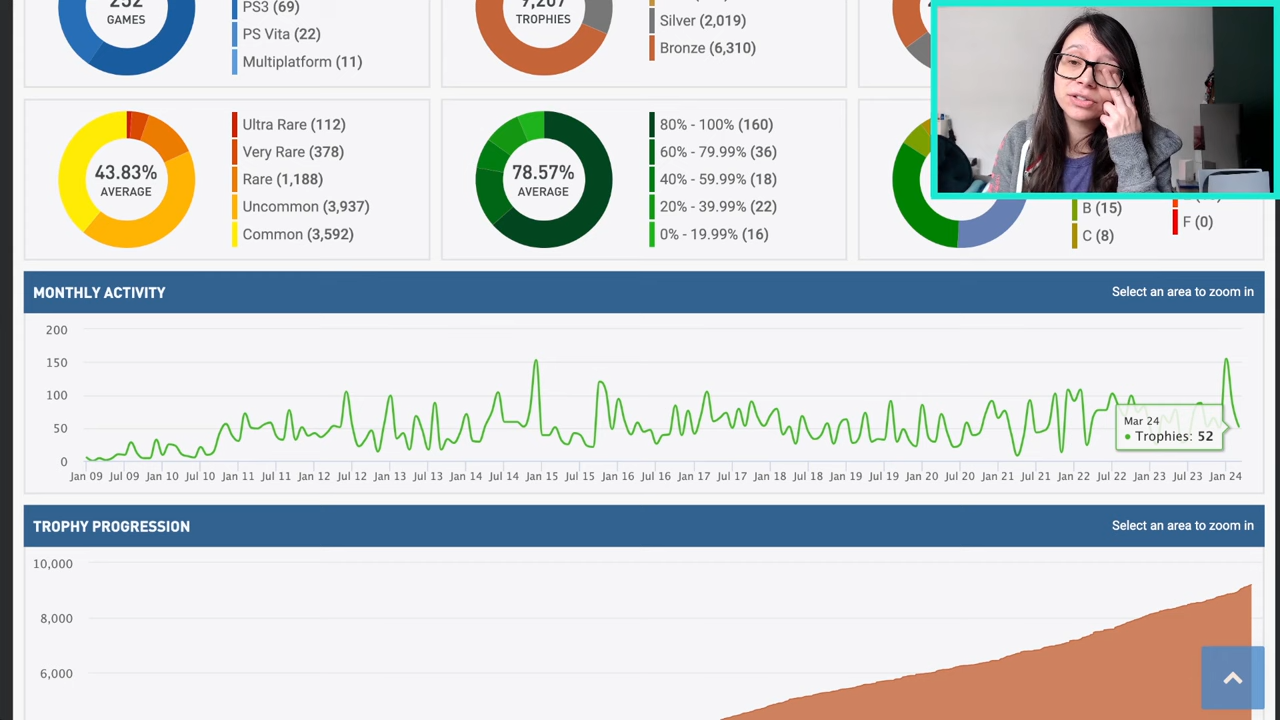 252
GAMES
PS3 (69)
PS Vita (22)
Multiplatform (11)
TROPHIES
Silver (2,019)
Bronze (6,310)
43.83%
AVERAGE
Ultra Rare (112)
Very Rare (378)
Rare (1,188)
Uncommon (3,937)
Common (3,592)
78.57%
AVERAGE
80% - 100% (160)
60% - 79.99% (36)
40% - 59.99% (18)
20% - 39.99% (22)
0% - 19.99% (16)
B (15)
C (8)
F (0)
MONTHLY ACTIVITY
Select an area to zoom in
200
150
100
50
0
Mar 24
Trophies: 52
Jan 09 Jul 09 Jan 10 Jul 10 Jan 11 Jul 11 Jan 12 Jul 12 Jan 13 Jul 13 Jan 14 Jul 14 Jan 15 Jul 15 Jan 16 Jul 16 Jan 17 Jul 17 Jan 18 Jul 18 Jan 19 Jul 19 Jan 20 Jul 20 Jan 21 Jul 21 Jan 22 Jul 22 Jan 23 Jul 23 Jan 24
TROPHY PROGRESSION
Select an area to zoom in
10,000
8,000
6,000